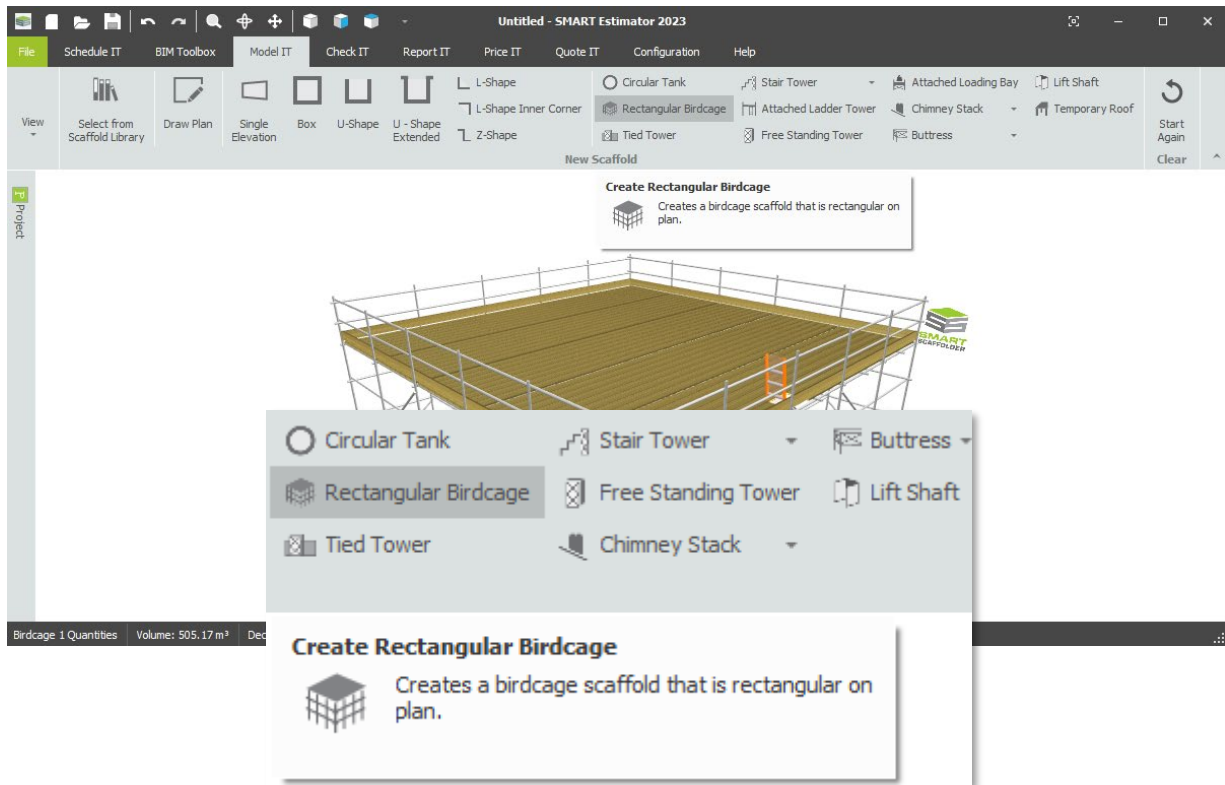 Untitled - SMART Estimator 2023
File Schedule IT BIM Toolbox Model IT Check IT Report IT Price IT Quote IT Configuration Help
View
Select from
Scaffold Library
Draw Plan
Single
Elevation
Box
U-Shape
U - Shape
Extended
L-Shape
L-Shape Inner Corner
Z-Shape
Circular Tank
Rectangular Birdcage
Tied Tower
Stair Tower
Attached Ladder Tower
Free Standing Tower
Attached Loading Bay
Chimney Stack
Buttress
Lift Shaft
Temporary Roof
Start
Again
New Scaffold
Clear
Project
Create Rectangular Birdcage
Creates a birdcage scaffold that is rectangular on
plan.
SMART
SCAFFOLDER
Circular Tank
Rectangular Birdcage
Tied Tower
Stair Tower
Free Standing Tower
Chimney Stack
Buttress
Lift Shaft
Create Rectangular Birdcage
Creates a birdcage scaffold that is rectangular on
plan.
Birdcage 1 Quantities Volume: 505.17 m³ Dec